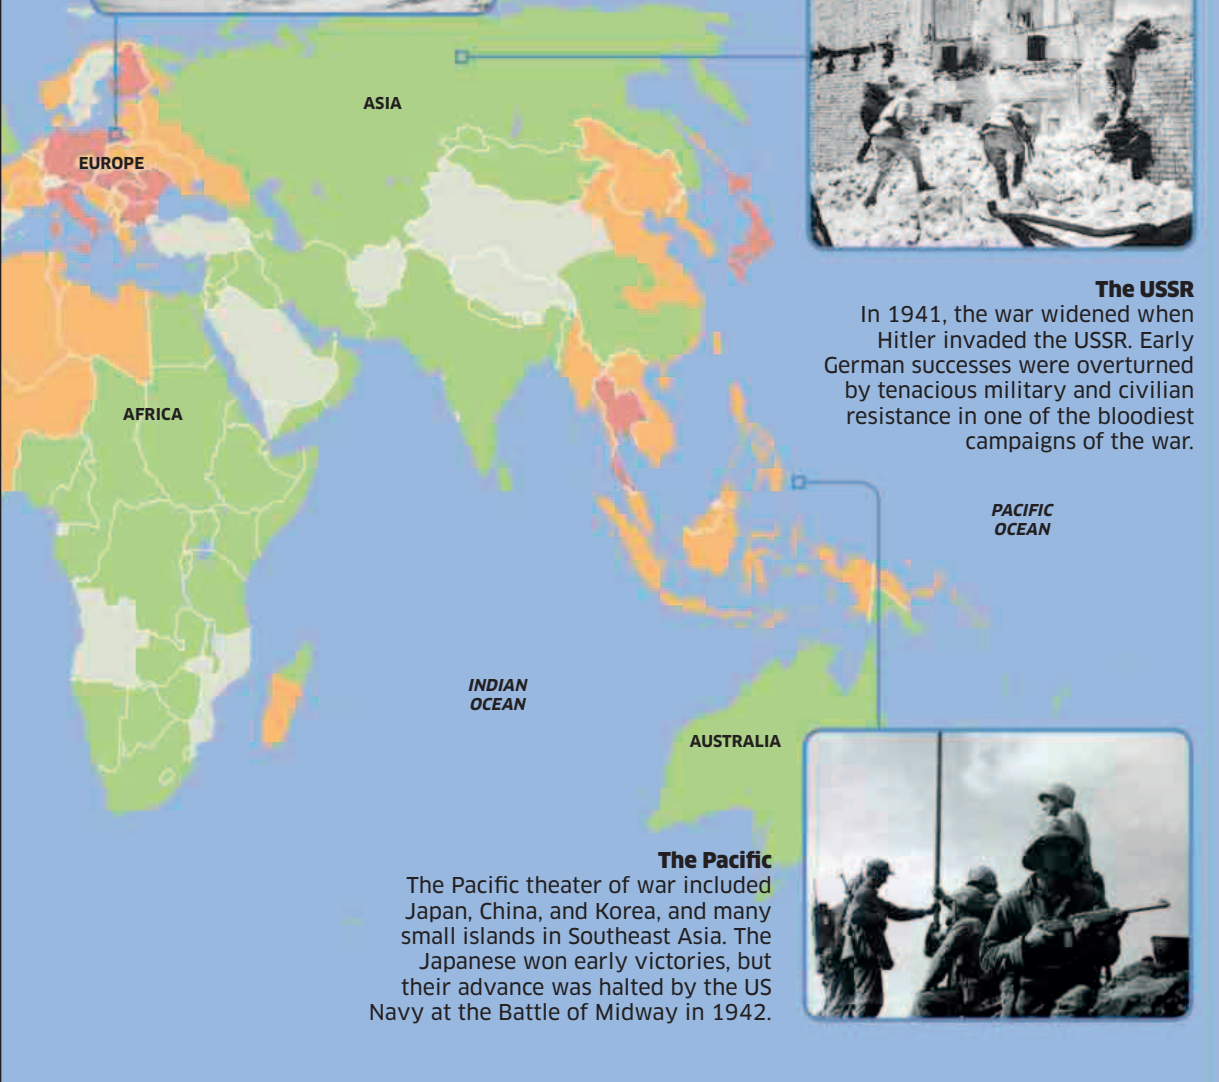 ASIA
EUROPE
The USSR
In 1941, the war widened when
Hitler invaded the USSR. Early
German successes were overturned
by tenacious military and civilian
resistance in one of the bloodiest
campaigns of the war.
AFRICA
PACIFIC
OCEAN
INDIAN
OCEAN
AUSTRALIA
The Pacific
The Pacific theater of war included
Japan, China, and Korea, and many
small islands in Southeast Asia. The
Japanese won early victories, but
their advance was halted by the US
Navy at the Battle of Midway in 1942.